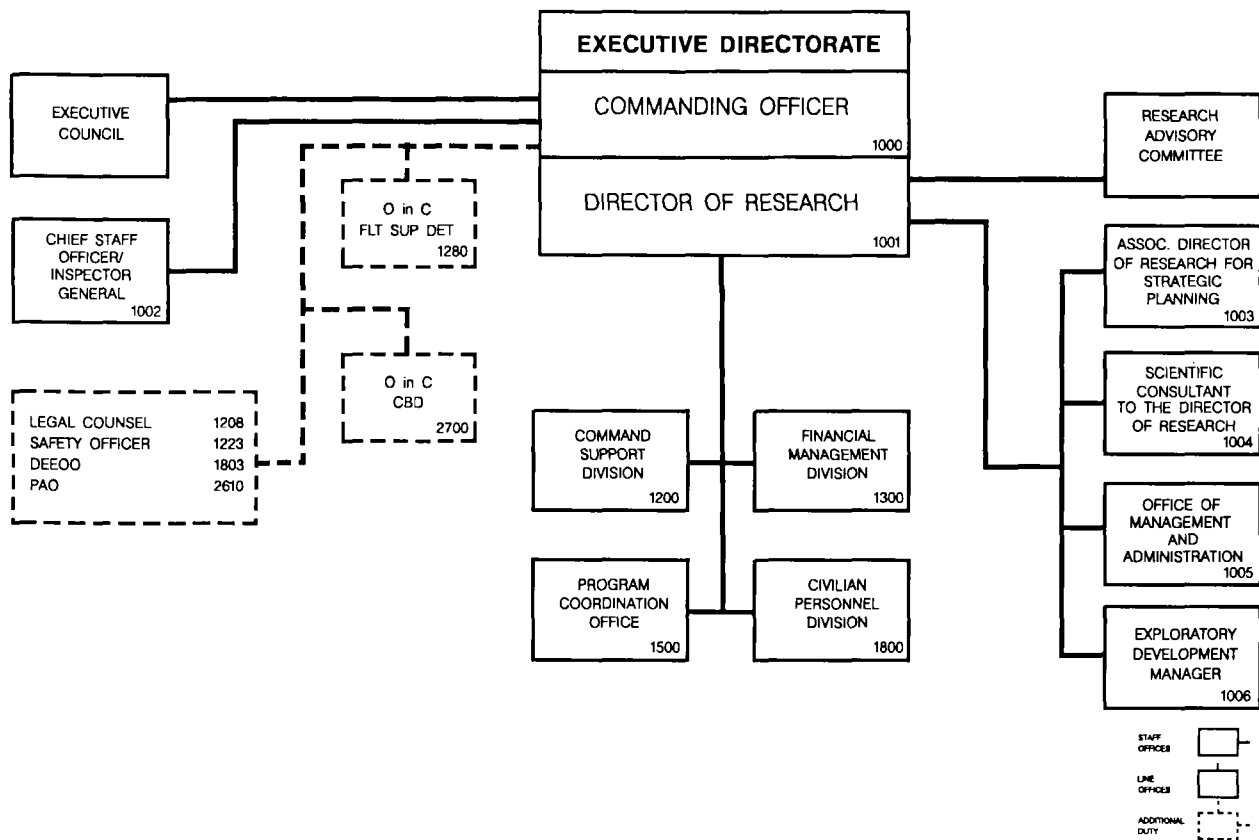 EXECUTIVE DIRECTORATE
COMMANDING OFFICER
1000
DIRECTOR OF RESEARCH
1001
EXECUTIVE
COUNCIL
CHIEF STAFF
OFFICER/
INSPECTOR
GENERAL
1002
O in C
FLT SUP DET
1280
O in C
CBD
2700
LEGAL COUNSEL 1208
SAFETY OFFICER 1223
DEEOO 1803
PAO 2610
COMMAND
SUPPORT
DIVISION
1200
FINANCIAL
MANAGEMENT
DIVISION
1300
PROGRAM
COORDINATION
OFFICE
1500
CIVILIAN
PERSONNEL
DIVISION
1800
RESEARCH
ADVISORY
COMMITTEE
ASSOC. DIRECTOR
OF RESEARCH FOR
STRATEGIC
PLANNING
1003
SCIENTIFIC
CONSULTANT
TO THE DIRECTOR
OF RESEARCH
1004
OFFICE OF
MANAGEMENT
AND
ADMINISTRATION
1005
EXPLORATORY
DEVELOPMENT
MANAGER
1006
STAFF
OFFICES
LINE
OFFICES
ADDITIONAL
DUTY